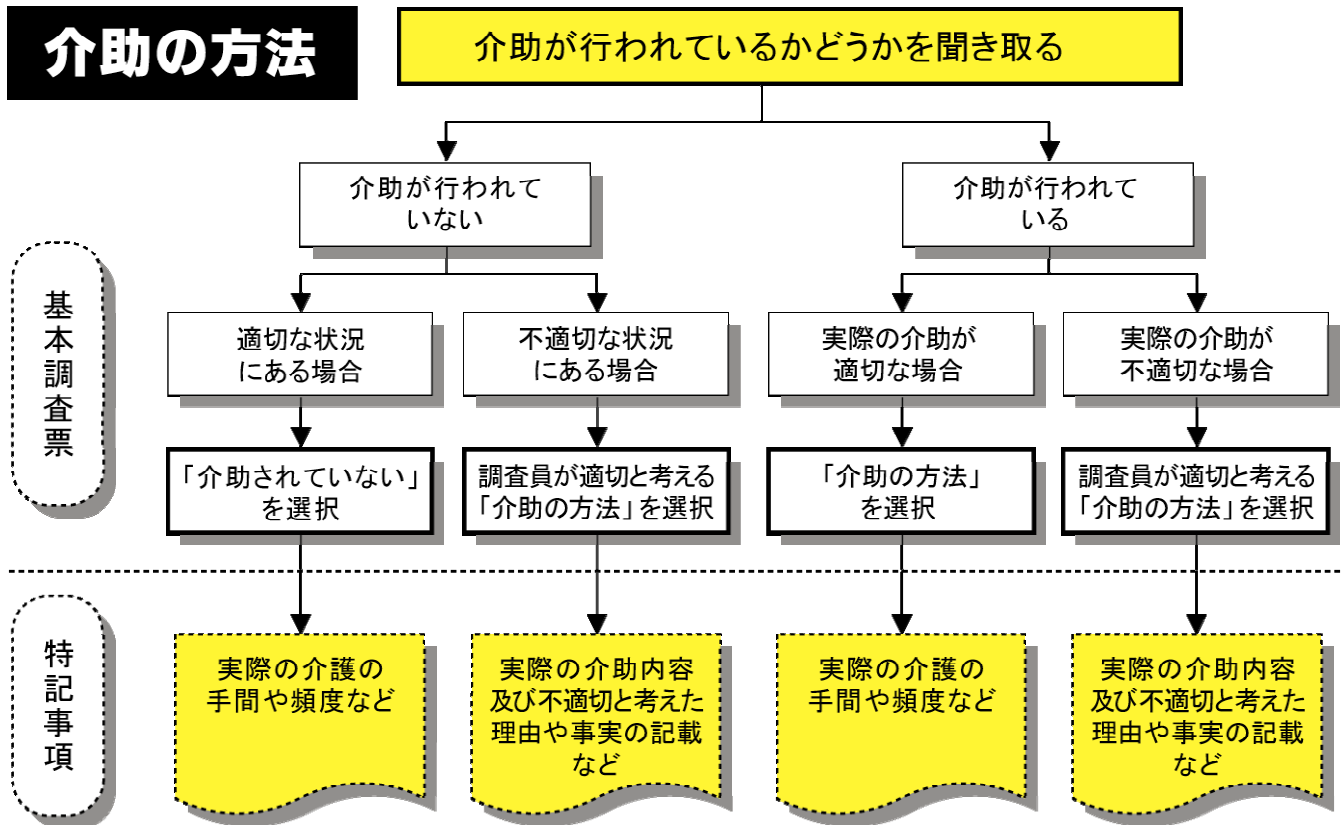 介助の方法
介助が行われているかどうかを聞き取る
介助が行われて
いない
介助が行われて
いる
基本調査票
適切な状況
にある場合
不適切な状況
にある場合
実際の介助が
適切な場合
実際の介助が
不適切な場合
「介助されていない」
を選択
調査員が適切と考える
「介助の方法」を選択
「介助の方法」
を選択
調査員が適切と考える
「介助の方法」を選択
特記事項
実際の介護の
手間や頻度など
実際の介助内容
及び不適切と考えた
理由や事実の記載
など
実際の介護の
手間や頻度など
実際の介助内容
及び不適切と考えた
理由や事実の記載
など